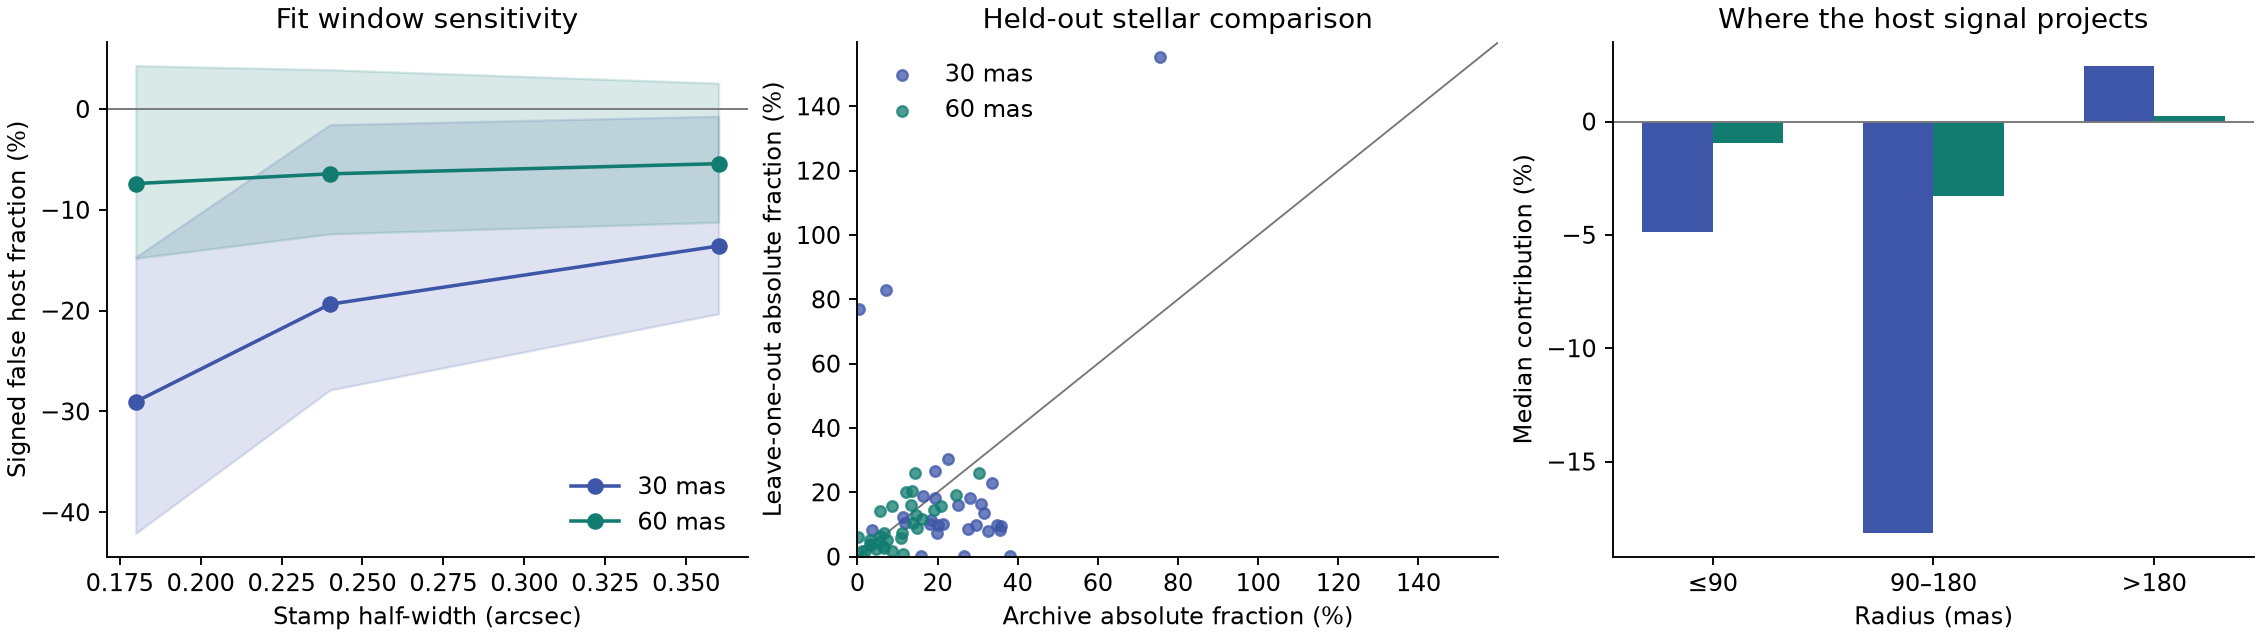 Fit window sensitivity
Signed false host fraction (%)
0
−10
−20
−30
−40
30 mas
60 mas
0.175 0.200 0.225 0.250 0.275 0.300 0.325 0.350
Stamp half-width (arcsec)
Held-out stellar comparison
Leave-one-out absolute fraction (%)
140
120
100
80
60
40
20
0
30 mas
60 mas
0 20 40 60 80 100 120 140
Archive absolute fraction (%)
Where the host signal projects
Median contribution (%)
0
−5
−10
−15
≤90 90–180 >180
Radius (mas)